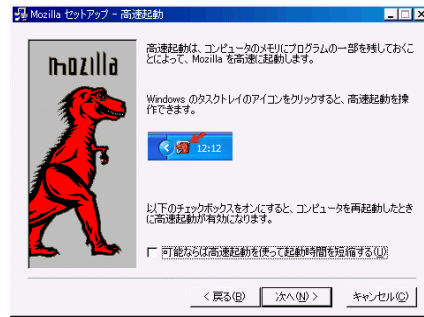 Mozilla セットアップ - 高速起動
mozilla
高速起動は、コンピュータのメモリにプログラムの一部を残しておくこ
とによって、Mozilla を高速に起動します。
Windows のタスクトレイのアイコンをクリックすると、高速起動を操
作できます。
12:12
以下のチェックボックスをオンにすると、コンピュータを再起動したとき
に高速起動が有効になります。
可能ならば高速起動を使って起動時間を短縮する(U)
< 戻る(B)
次へ(N) >
キャンセル(C)